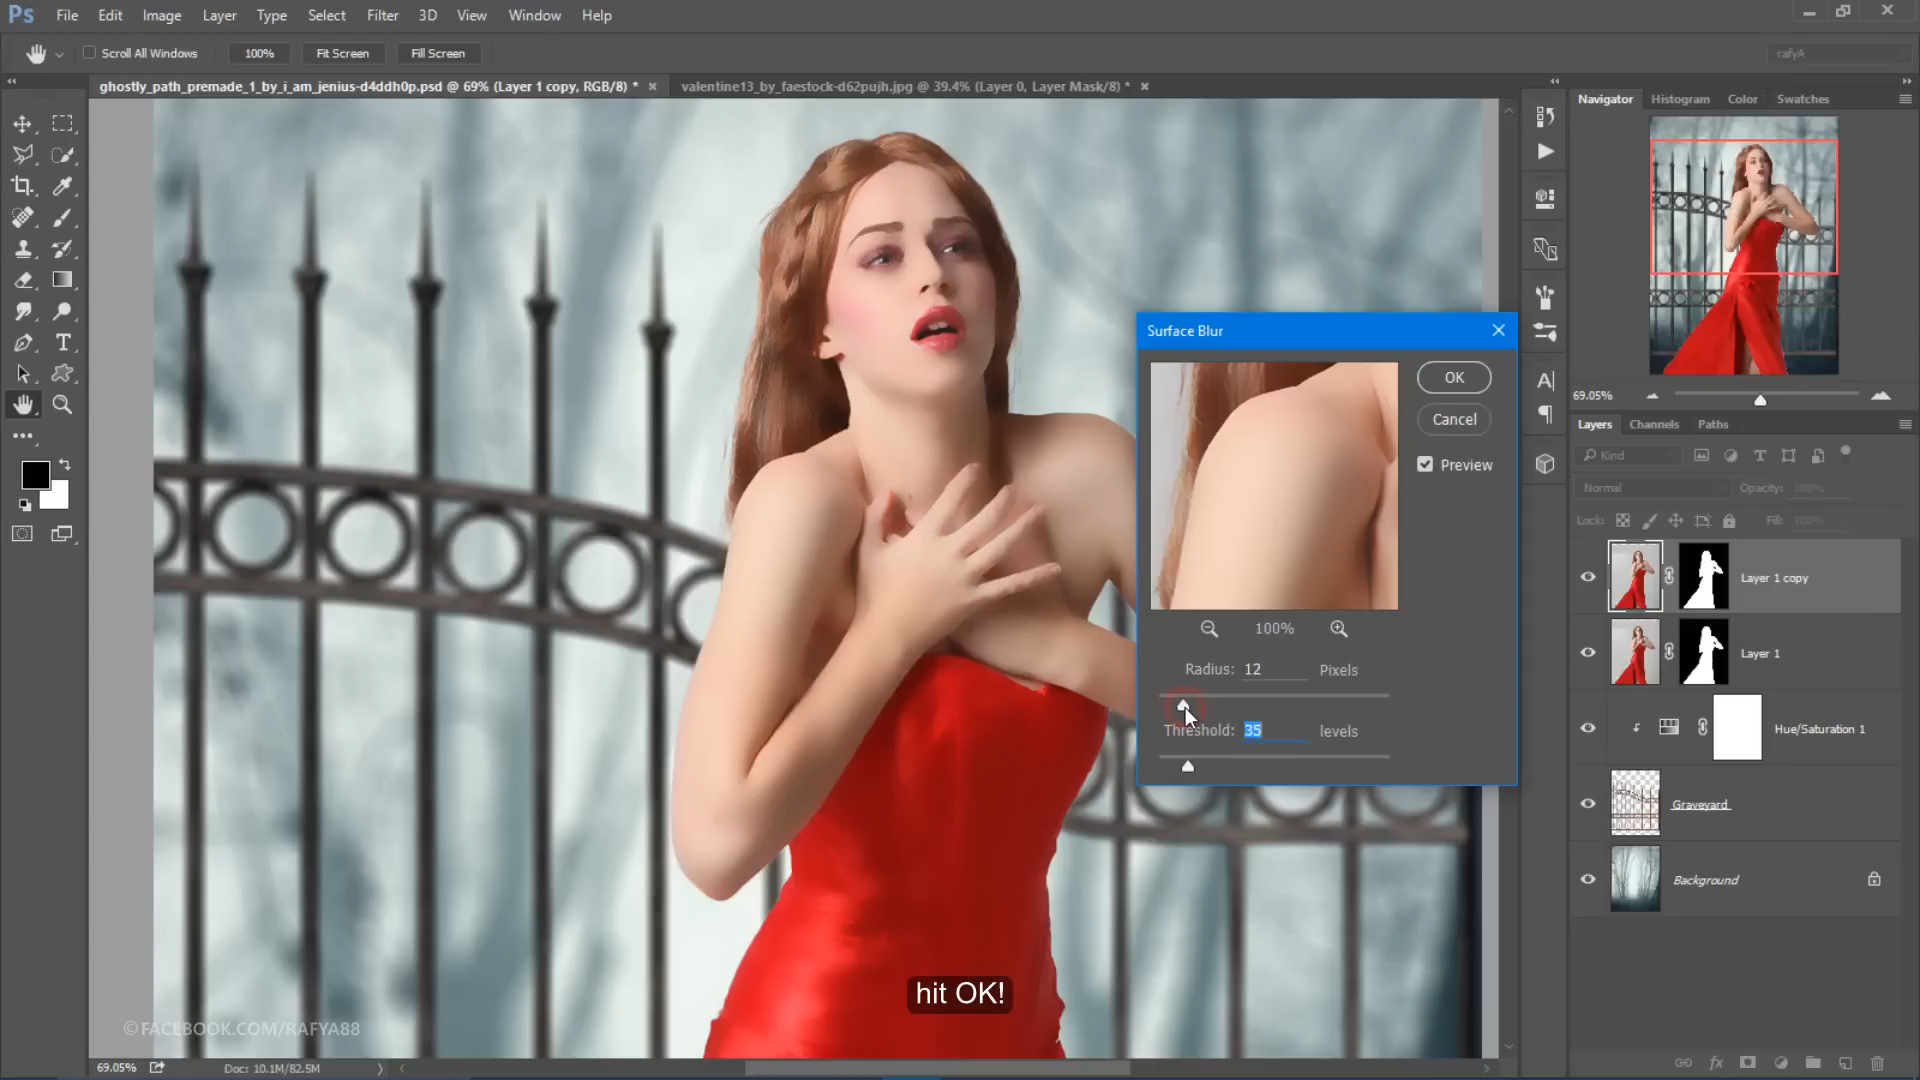 Ps File Edit Image Layer Type Select Filter 3D View Window Help
Scroll All Windows 100% Fit Screen Fill Screen rafyA
ghostly_path_premade_1_by_i_am_jenius-d4ddh0p.psd @ 69% (Layer 1 copy, RGB/8) *
valentine13_by_faestock-d62pujh.jpg @ 39.4% (Layer 0, Layer Mask/8) *
Navigator Histogram Color Swatches
Surface Blur
OK
Cancel
Preview
100%
Radius: 12 Pixels
Threshold: 35 levels
69.05%
Layers Channels Paths
Kind
Normal Opacity: 100%
Lock: Fill: 100%
Layer 1 copy
Layer 1
Hue/Saturation 1
Graveyard
Background
hit OK!
©FACEBOOK.COM/RAFYA88
69.05% Doc: 10.1M/82.5M